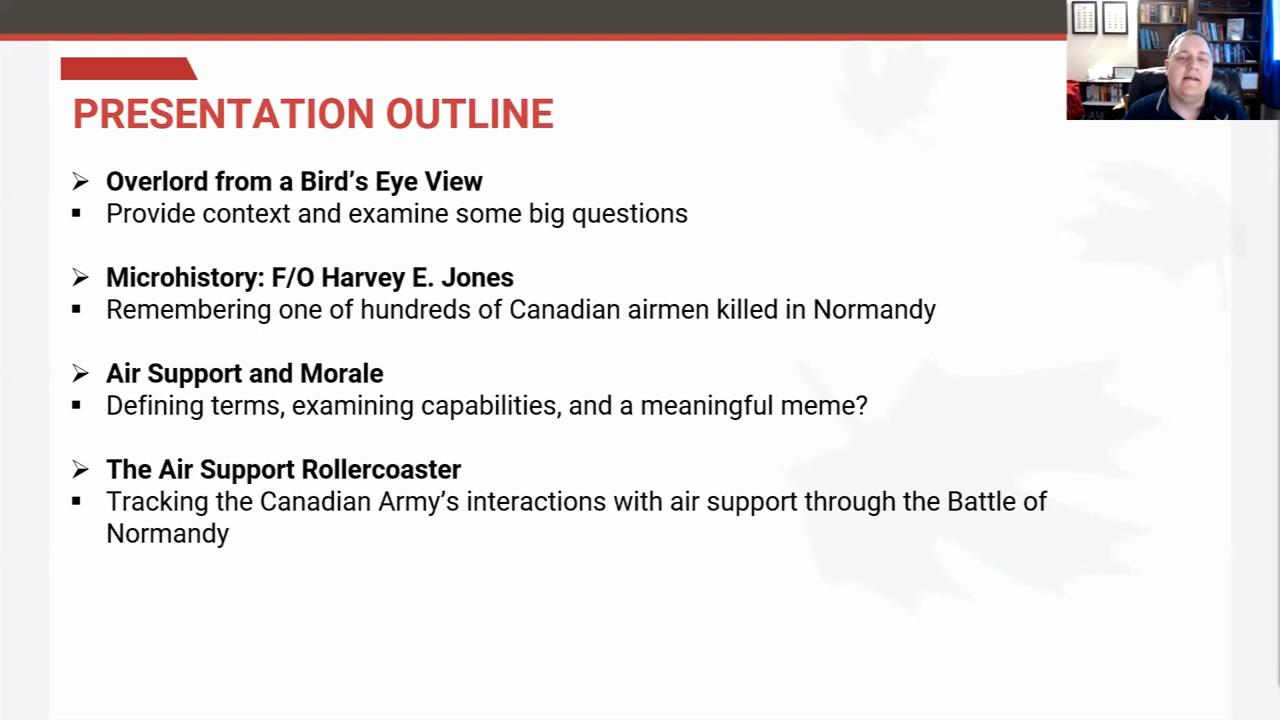 PRESENTATION OUTLINE
➢ Overlord from a Bird’s Eye View
▪ Provide context and examine some big questions
➢ Microhistory: F/O Harvey E. Jones
▪ Remembering one of hundreds of Canadian airmen killed in Normandy
➢ Air Support and Morale
▪ Defining terms, examining capabilities, and a meaningful meme?
➢ The Air Support Rollercoaster
▪ Tracking the Canadian Army’s interactions with air support through the Battle of
Normandy